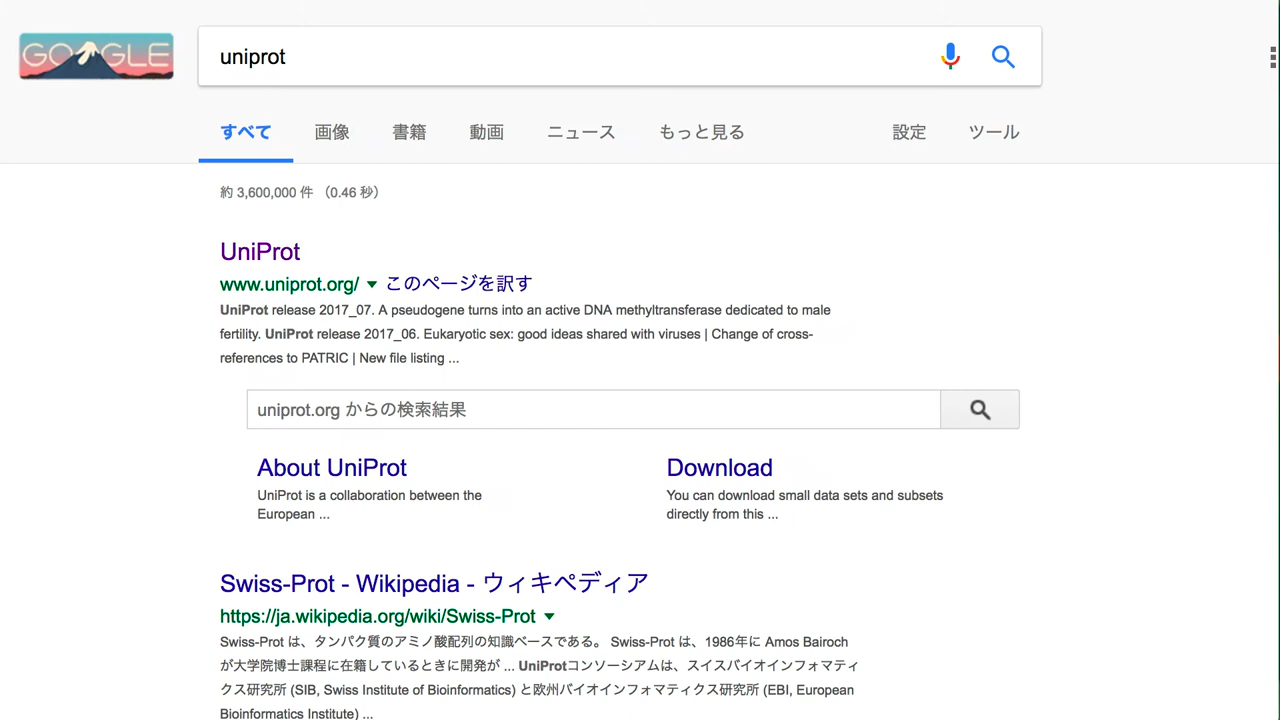 GOOGLE
uniprot
すべて 画像 書籍 動画 ニュース もっと見る 設定 ツール
約 3,600,000 件 （0.46 秒）
UniProt
www.uniprot.org/ ▼ このページを訳す
UniProt release 2017_07. A pseudogene turns into an active DNA methyltransferase dedicated to male
fertility. UniProt release 2017_06. Eukaryotic sex: good ideas shared with viruses | Change of cross-
references to PATRIC | New file listing ...
uniprot.org からの検索結果
About UniProt
UniProt is a collaboration between the
European ...
Download
You can download small data sets and subsets
directly from this ...
Swiss-Prot - Wikipedia - ウィキペディア
https://ja.wikipedia.org/wiki/Swiss-Prot ▼
Swiss-Prot は、タンパク質のアミノ酸配列の知識ベースである。 Swiss-Prot は、1986年に Amos Bairoch
が大学院博士課程に在籍しているときに開発が ... UniProtコンソーシアムは、スイスバイオインフォマティ
クス研究所 (SIB, Swiss Institute of Bioinformatics) と欧州バイオインフォマティクス研究所 (EBI, European
Bioinformatics Institute) ...